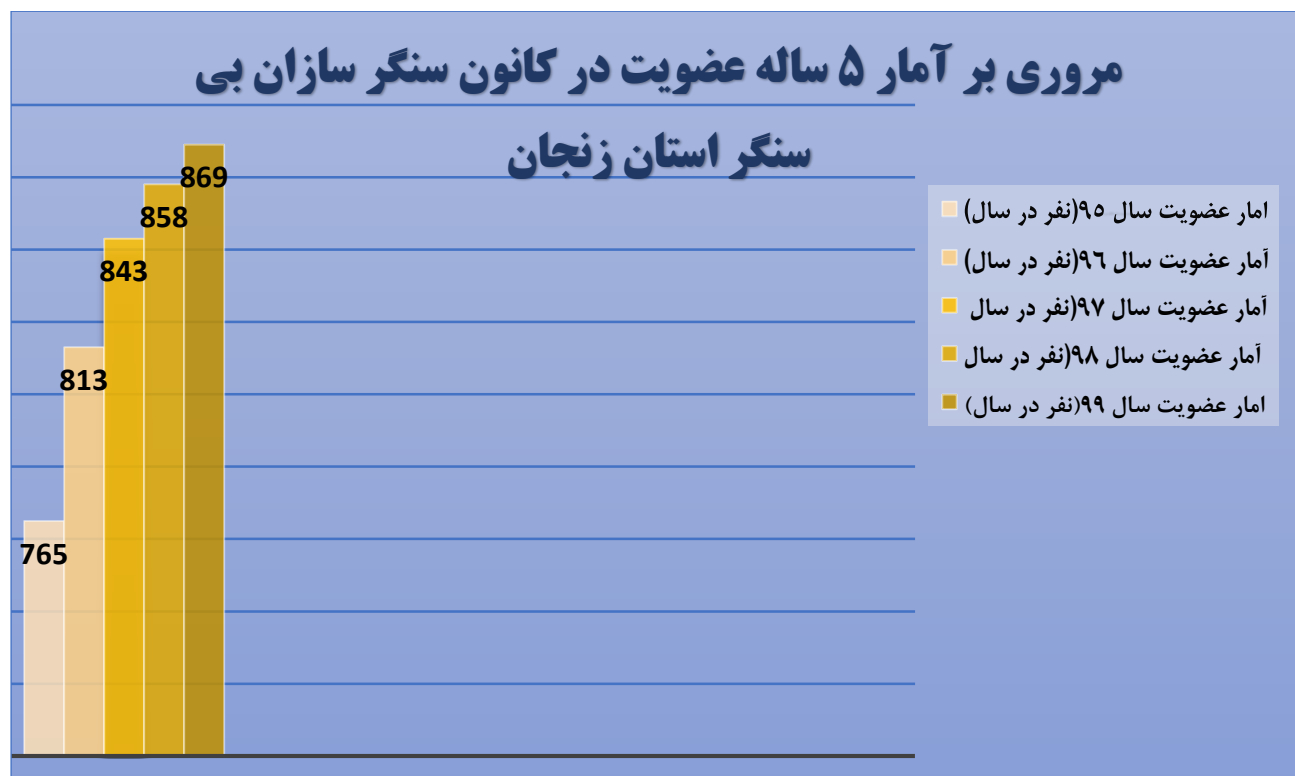 مروری بر آمار ۵ ساله عضویت در کانون سنگر سازان بی
سنگر استان زنجان
869
858
843
813
765
امار عضویت سال ۹۵(نفر در سال)
آمار عضویت سال ۹۶(نفر در سال)
آمار عضویت سال ۹۷(نفر در سال
آمار عضویت سال ۹۸(نفر در سال
امار عضویت سال ۹۹(نفر در سال)